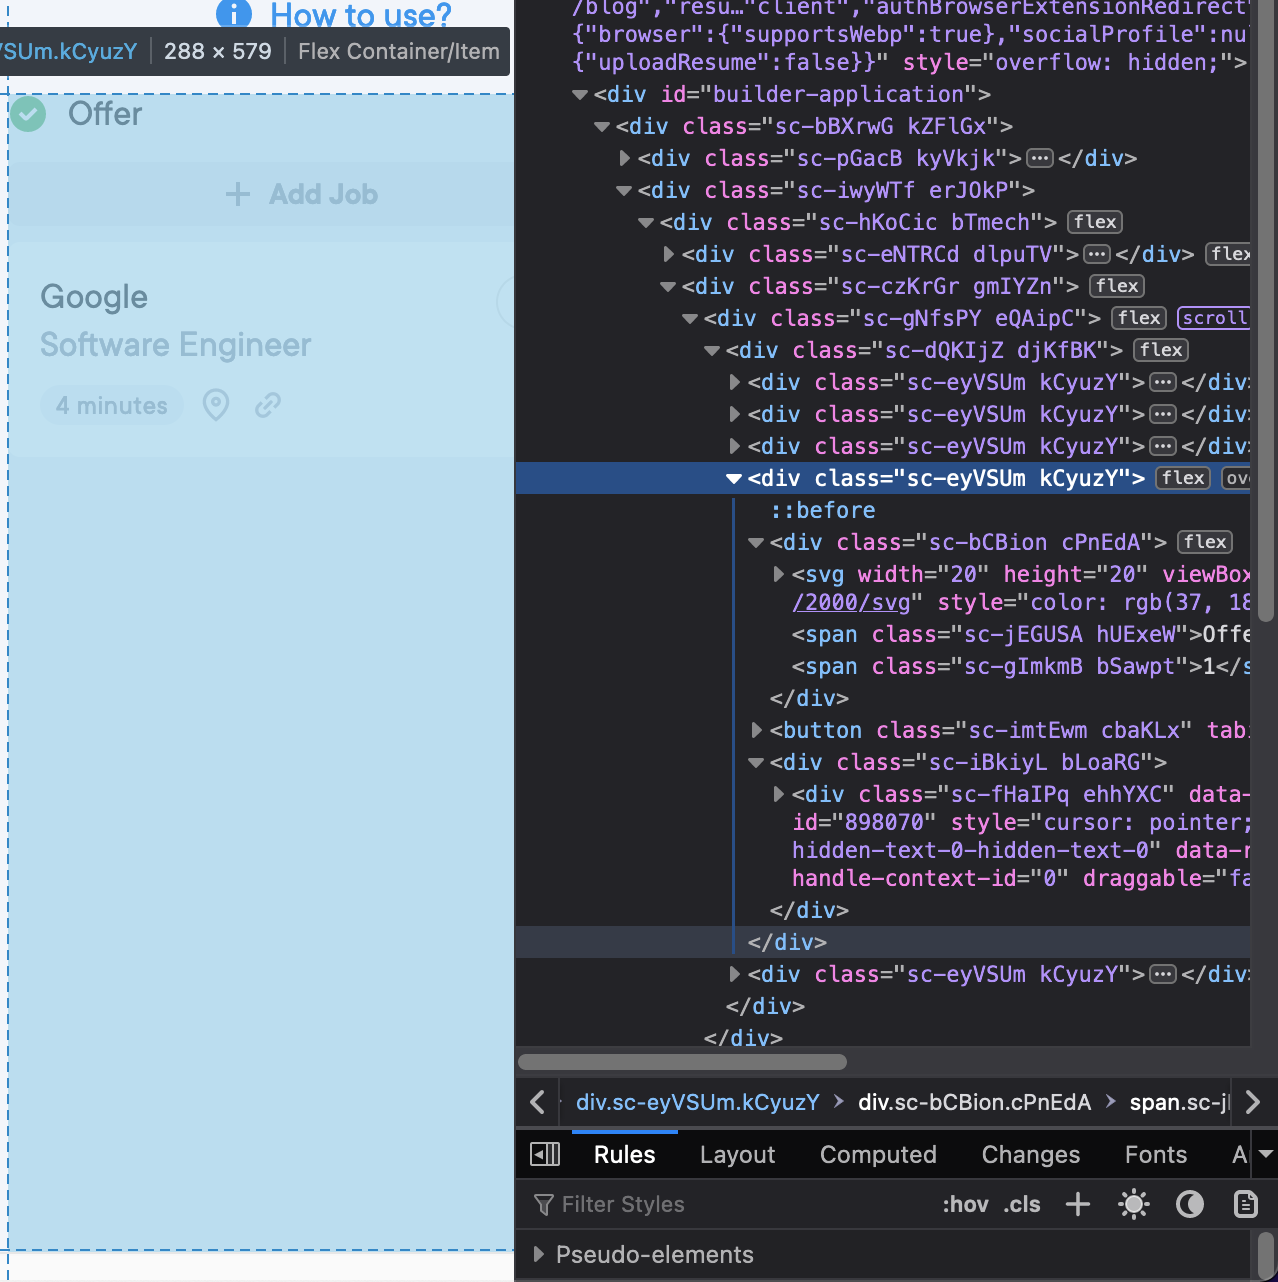 How to use?
VSUm.kCyuzY 288 × 579 Flex Container/Item
Offer
+ Add Job
Google
Software Engineer
4 minutes
/blog","resu…"client","authBrowserExtensionRedirect"
{"browser":{"supportsWebp":true},"socialProfile":nu
{"uploadResume":false}}" style="overflow: hidden;">
<div id="builder-application">
<div class="sc-bBXrwG kZFlGx">
<div class="sc-pGacB kyVkjk">···</div>
<div class="sc-iwyWTf erJOkP">
<div class="sc-hKoCic bTmech"> flex
<div class="sc-eNTRCd dlpuTV">···</div> flex
<div class="sc-czKrGr gmIYZn"> flex
<div class="sc-gNfsPY eQAipC"> flex scroll
<div class="sc-dQKIjZ djKfBK"> flex
<div class="sc-eyVSUm kCyuzY">···</div>
<div class="sc-eyVSUm kCyuzY">···</div>
<div class="sc-eyVSUm kCyuzY">···</div>
<div class="sc-eyVSUm kCyuzY"> flex ov
::before
<div class="sc-bCBion cPnEdA"> flex
<svg width="20" height="20" viewBox
/2000/svg" style="color: rgb(37, 18
<span class="sc-jEGUSA hUExeW">Offe
<span class="sc-gImkmB bSawpt">1</s
</div>
<button class="sc-imtEwm cbaKLx" tabi
<div class="sc-iBkiyL bLoaRG">
<div class="sc-fHaIPq ehhYXC" data-
id="898070" style="cursor: pointer;
hidden-text-0-hidden-text-0" data-r
handle-context-id="0" draggable="fa
</div>
</div>
<div class="sc-eyVSUm kCyuzY">···</div>
</div>
</div>
div.sc-eyVSUm.kCyuzY > div.sc-bCBion.cPnEdA > span.sc-j
Rules Layout Computed Changes Fonts A
Filter Styles :hov .cls +
Pseudo-elements